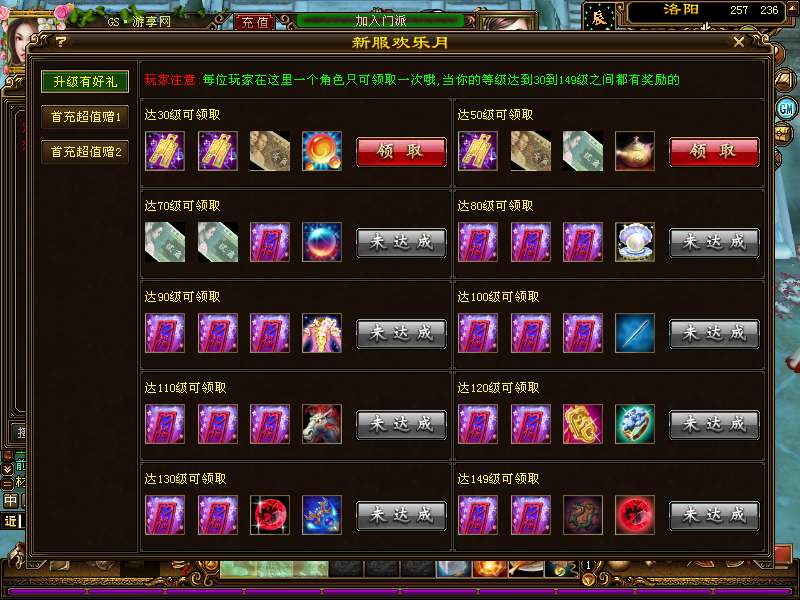 GS·游享网
充值
加入门派
辰
洛阳
257 236
?
新服欢乐月
升级有好礼
首充超值赠1
首充超值赠2
玩家注意:每位玩家在这里一个角色只可领取一次哦,当你的等级达到30到149级之间都有奖励的
达30级可领取
领取
达50级可领取
领取
达70级可领取
未达成
达80级可领取
未达成
达90级可领取
未达成
达100级可领取
未达成
达110级可领取
未达成
达120级可领取
未达成
达130级可领取
未达成
达149级可领取
未达成
GM
甲
近
1